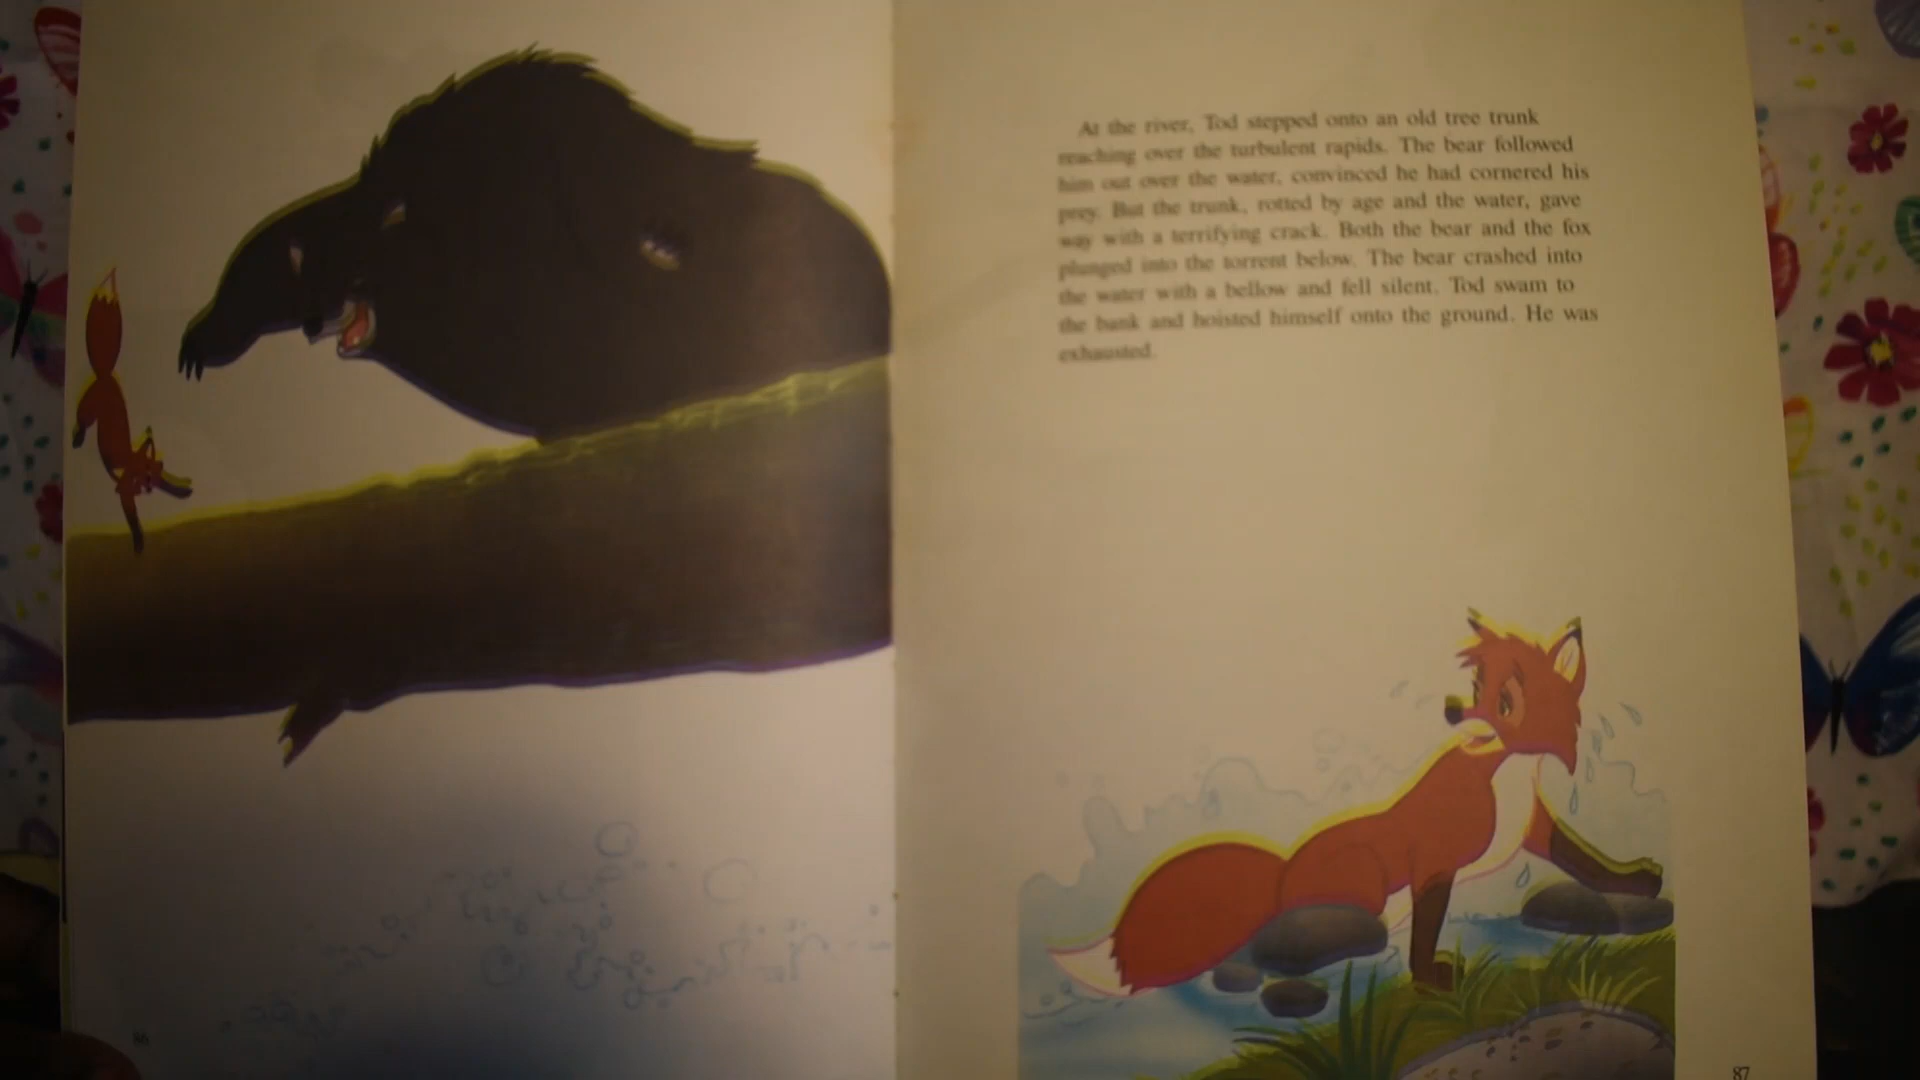 At the river, Tod stepped onto an old tree trunk
reaching over the turbulent rapids. The bear followed
him out over the water, convinced he had cornered his
prey. But the trunk, rotted by age and the water, gave
way with a terrifying crack. Both the bear and the fox
plunged into the torrent below. The bear crashed into
the water with a bellow and fell silent. Tod swam to
the bank and hoisted himself onto the ground. He was
exhausted.
86
87